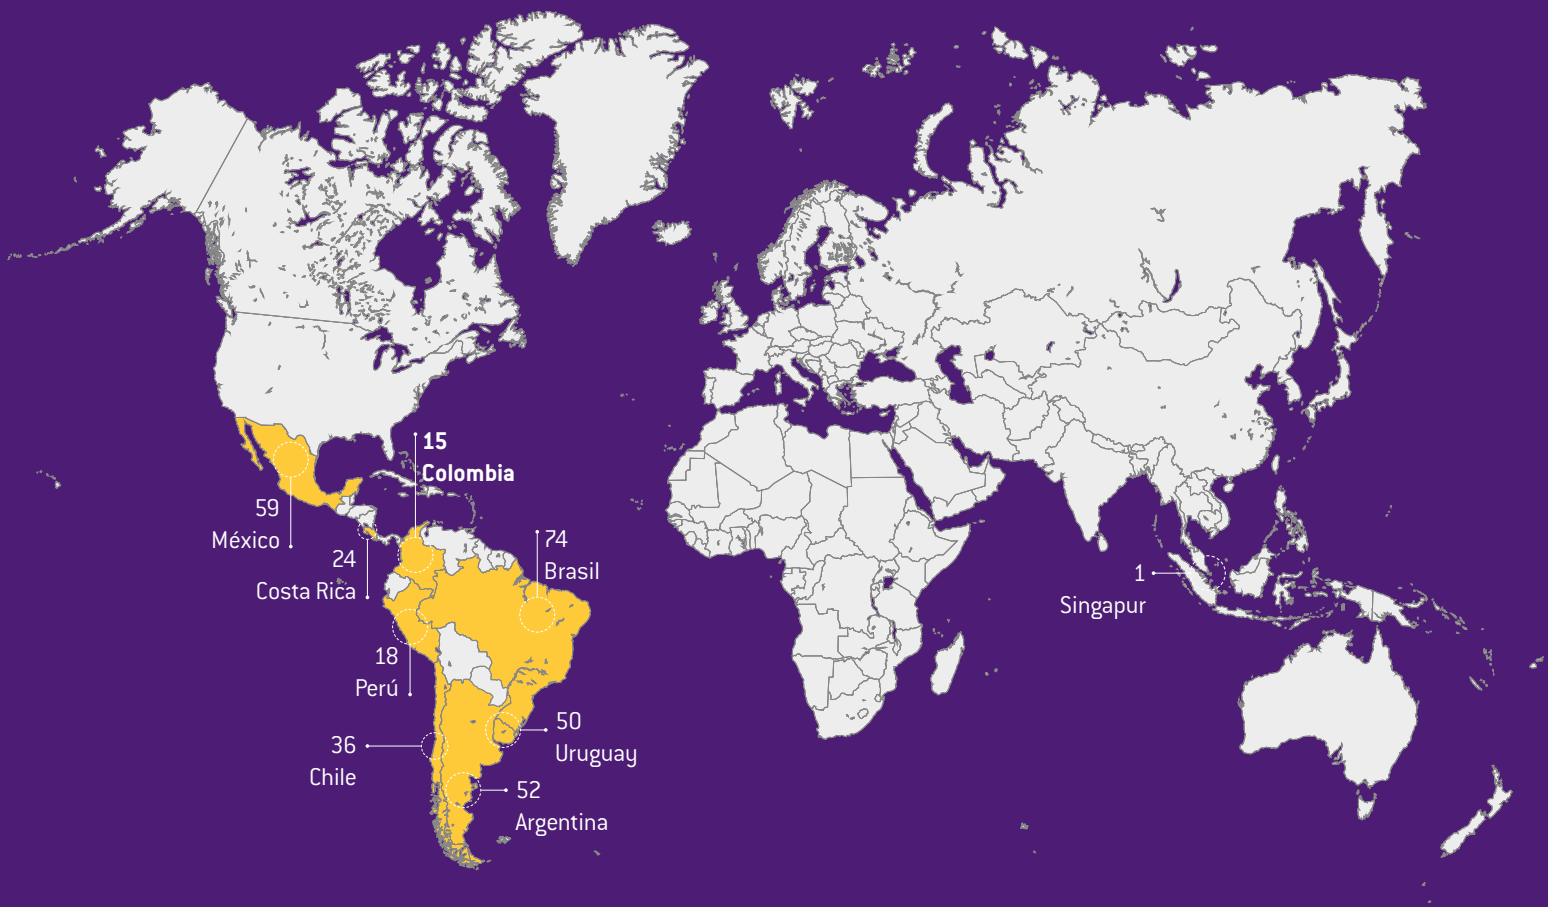 15
Colombia
59
México
24
Costa Rica
74
Brasil
1
Singapur
18
Perú
50
Uruguay
36
Chile
52
Argentina